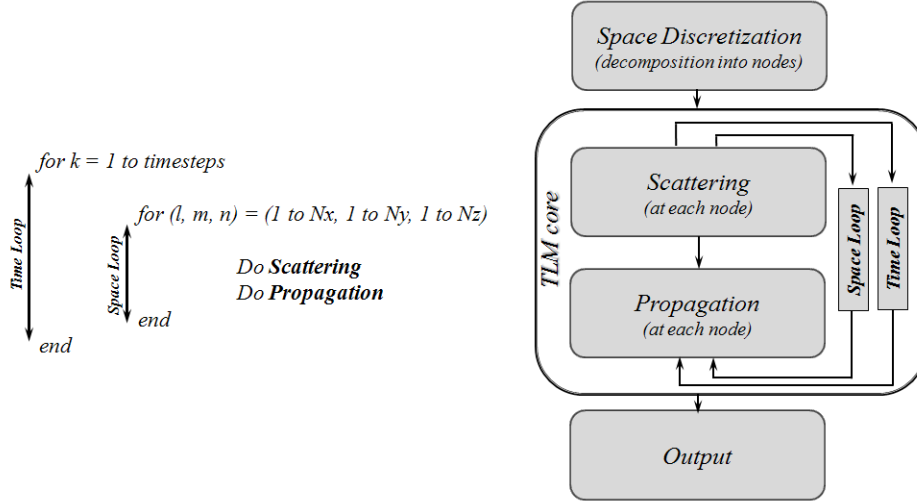 for k = 1 to timesteps
for (l, m, n) = (1 to Nx, 1 to Ny, 1 to Nz)
Do Scattering
Do Propagation
end
end
Time Loop
Space Loop
Space Discretization
(decomposition into nodes)
TLM core
Scattering
(at each node)
Propagation
(at each node)
Space Loop
Time Loop
Output